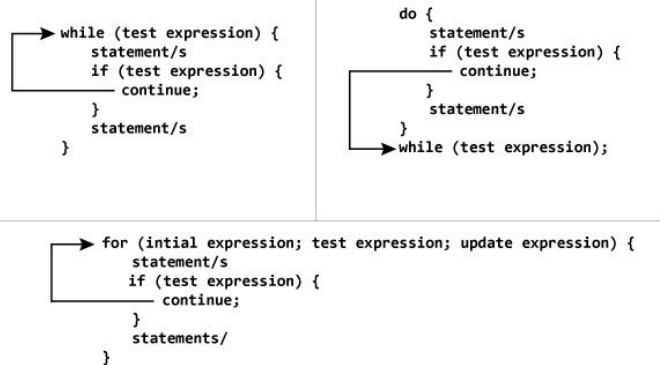 while (test expression) {
statement/s
if (test expression) {
continue;
}
statement/s
}
do {
statement/s
if (test expression) {
continue;
}
statement/s
}
while (test expression);
for (intial expression; test expression; update expression) {
statement/s
if (test expression) {
continue;
}
statements/
}